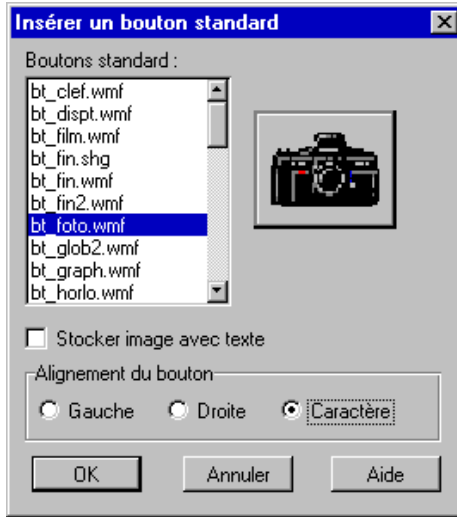 Insérer un bouton standard
Boutons standard :
bt_clef.wmf
bt_dispt.wmf
bt_film.wmf
bt_fin.shg
bt_fin.wmf
bt_fin2.wmf
bt_foto.wmf
bt_glob2.wmf
bt_graph.wmf
bt_horlo.wmf
Stocker image avec texte
Alignement du bouton
Gauche Droite Caractère
OK Annuler Aide